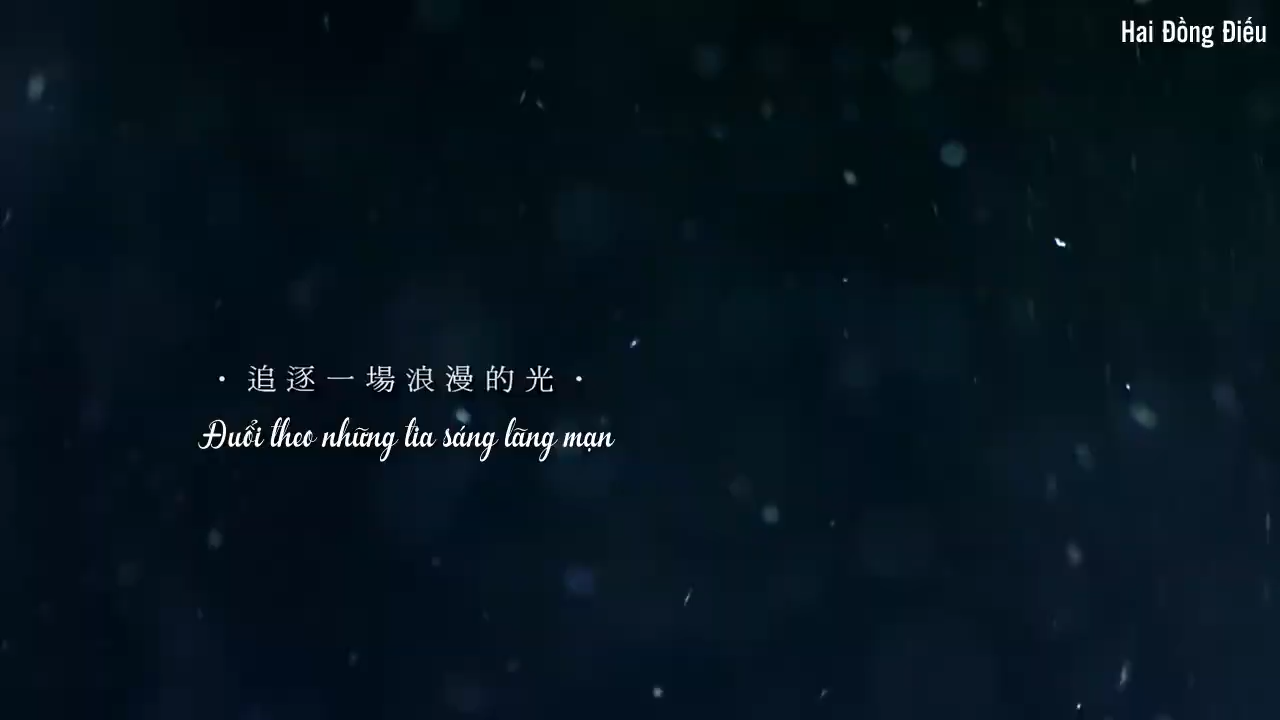 Hai Đồng Điếu
· 追逐一場浪漫的光 ·
Đuổi theo những tia sáng lãng mạn